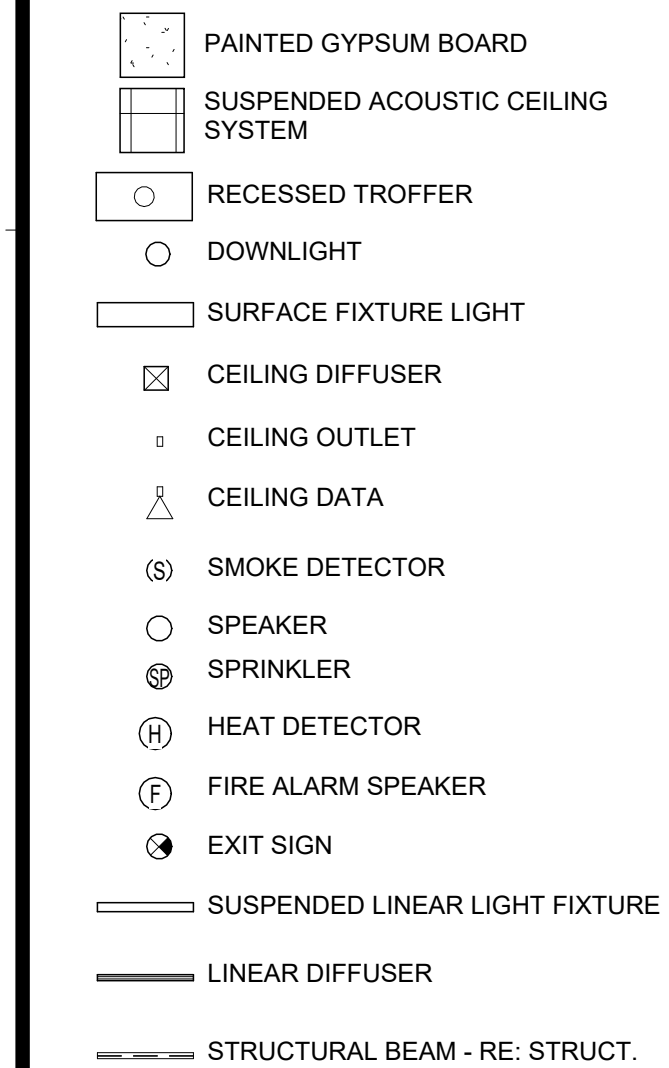 PAINTED GYPSUM BOARD
SUSPENDED ACOUSTIC CEILING
SYSTEM
RECESSED TROFFER
DOWNLIGHT
SURFACE FIXTURE LIGHT
CEILING DIFFUSER
CEILING OUTLET
CEILING DATA
(S) SMOKE DETECTOR
SPEAKER
SP SPRINKLER
H HEAT DETECTOR
F FIRE ALARM SPEAKER
EXIT SIGN
SUSPENDED LINEAR LIGHT FIXTURE
LINEAR DIFFUSER
STRUCTURAL BEAM - RE: STRUCT.